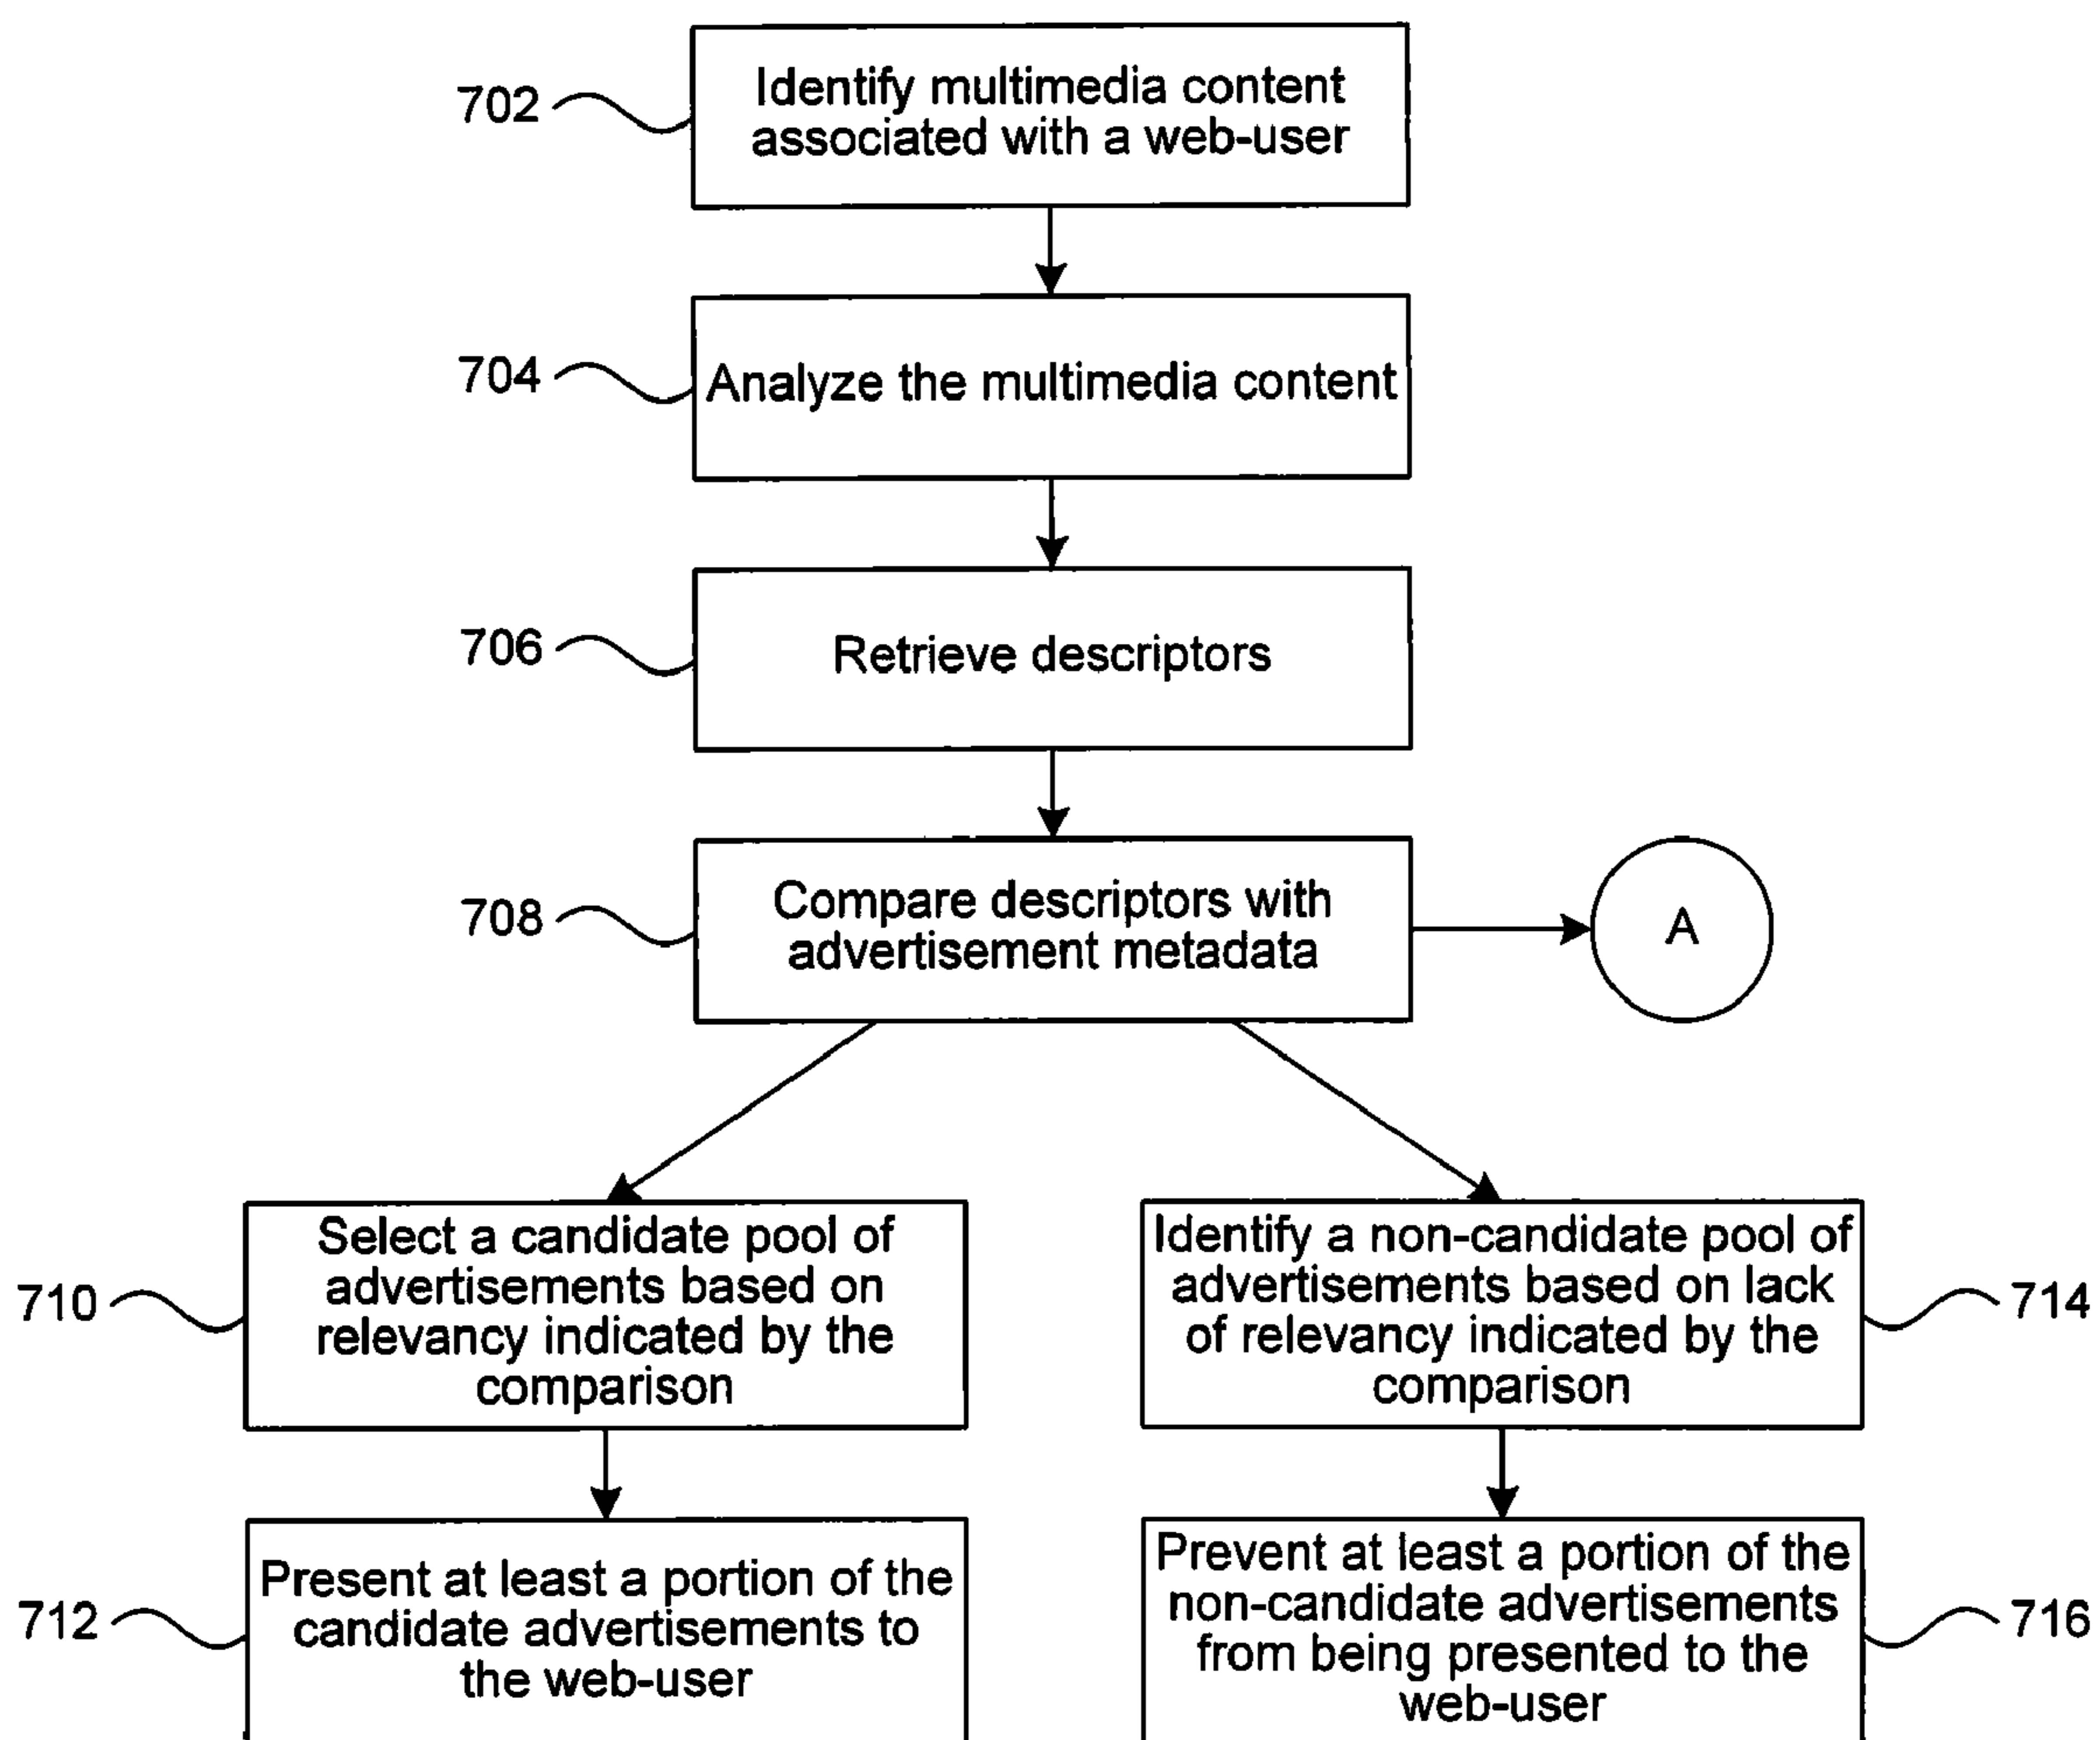 702
Identify multimedia content
associated with a web-user
704
Analyze the multimedia content
706
Retrieve descriptors
708
Compare descriptors with
advertisement metadata
A
710
Select a candidate pool of
advertisements based on
relevancy indicated by the
comparison
Identify a non-candidate pool of
advertisements based on lack
of relevancy indicated by the
comparison
714
712
Present at least a portion of the
candidate advertisements to
the web-user
Prevent at least a portion of the
non-candidate advertisements
from being presented to the
web-user
716